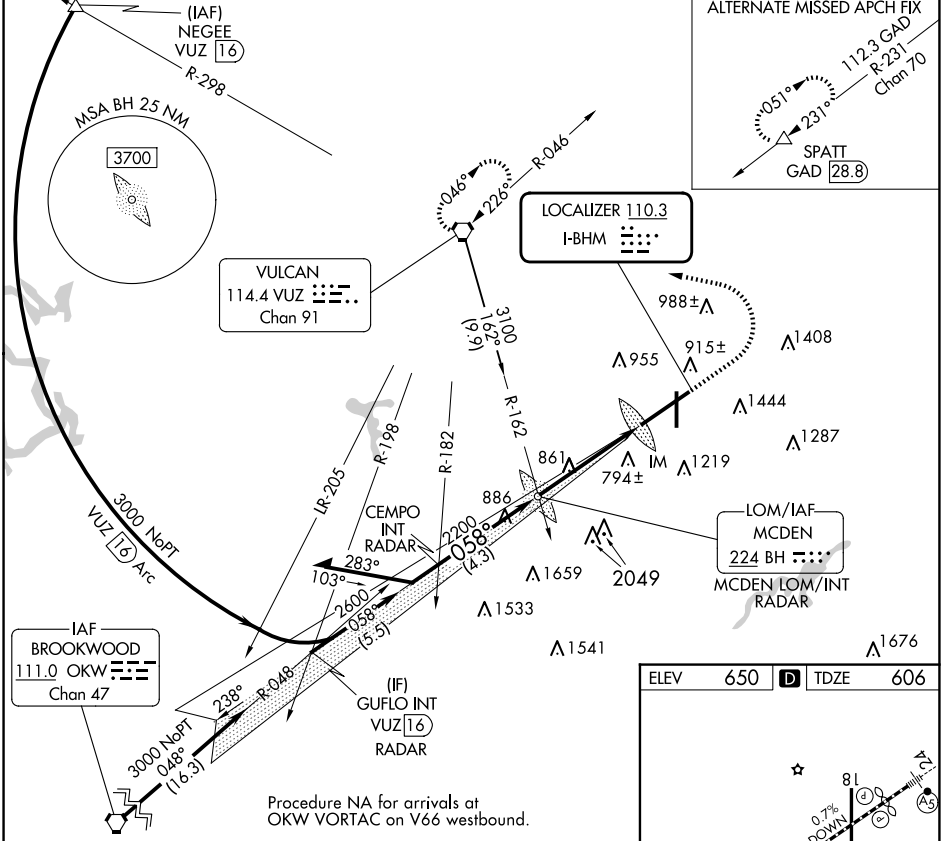 (IAF)
NEGEE
VUZ 16
R-298
MSA BH 25 NM
3700
ALTERNATE MISSED APCH FIX
112.3 GAD
R-231
Chan 70
051°
231°
SPATT
GAD 28.8
R-046
046°
226°
LOCALIZER 110.3
I-BHM
VULCAN
114.4 VUZ
Chan 91
3100
162°
(9.9)
R-162
988±
915±
955
1408
1444
1287
1219
IM
794±
861
886
LR-205
R-198
R-182
CEMPO
INT
RADAR
283°
103°
2200
058°
(4.3)
2600
058°
(5.5)
3000 NoPT
VUZ 16 Arc
LOM/IAF
MCDEN
224 BH
MCDEN LOM/INT
RADAR
2049
1659
1533
1541
1676
IAF
BROOKWOOD
111.0 OKW
Chan 47
238°
R-048
3000 NoPT
048°
(16.3)
(IF)
GUFLO INT
VUZ 16
RADAR
Procedure NA for arrivals at
OKW VORTAC on V66 westbound.
ELEV 650 D TDZE 606
18
24
0.7%
DOWN
P
P
A5